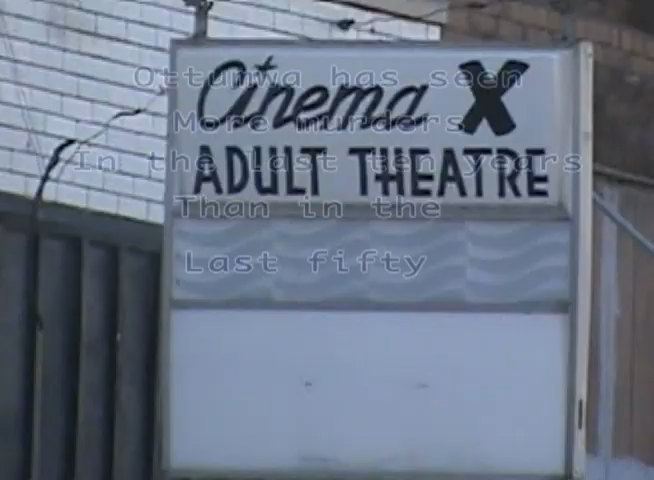 Ottumwa has seen
Cinema X
More murders
In the last ten years
ADULT THEATRE
Than in the
Last fifty